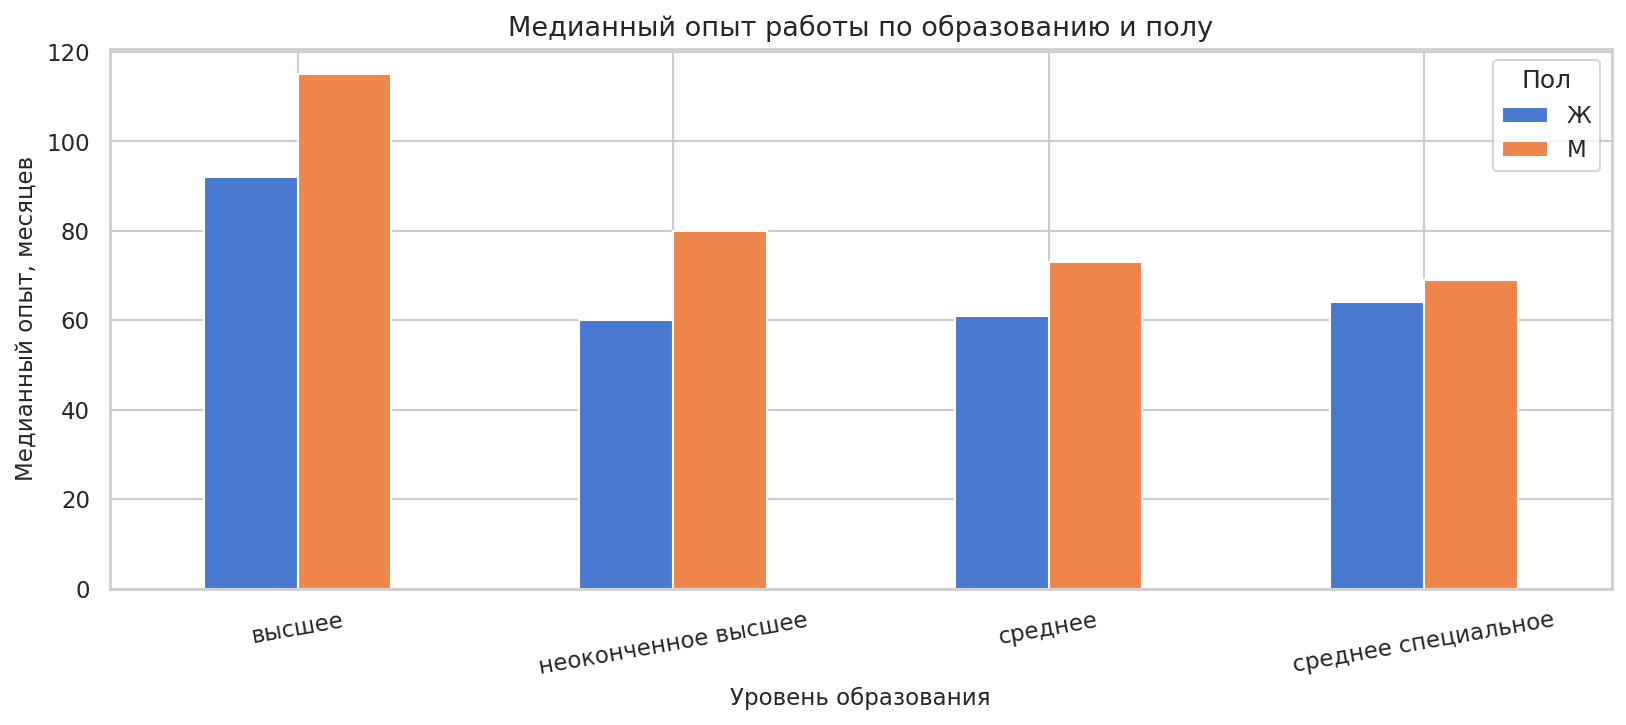 Медианный опыт работы по образованию и полу
Медианный опыт, месяцев
120
100
80
60
40
20
0
Пол
Ж
М
высшее
неоконченное высшее
среднее
среднее специальное
Уровень образования